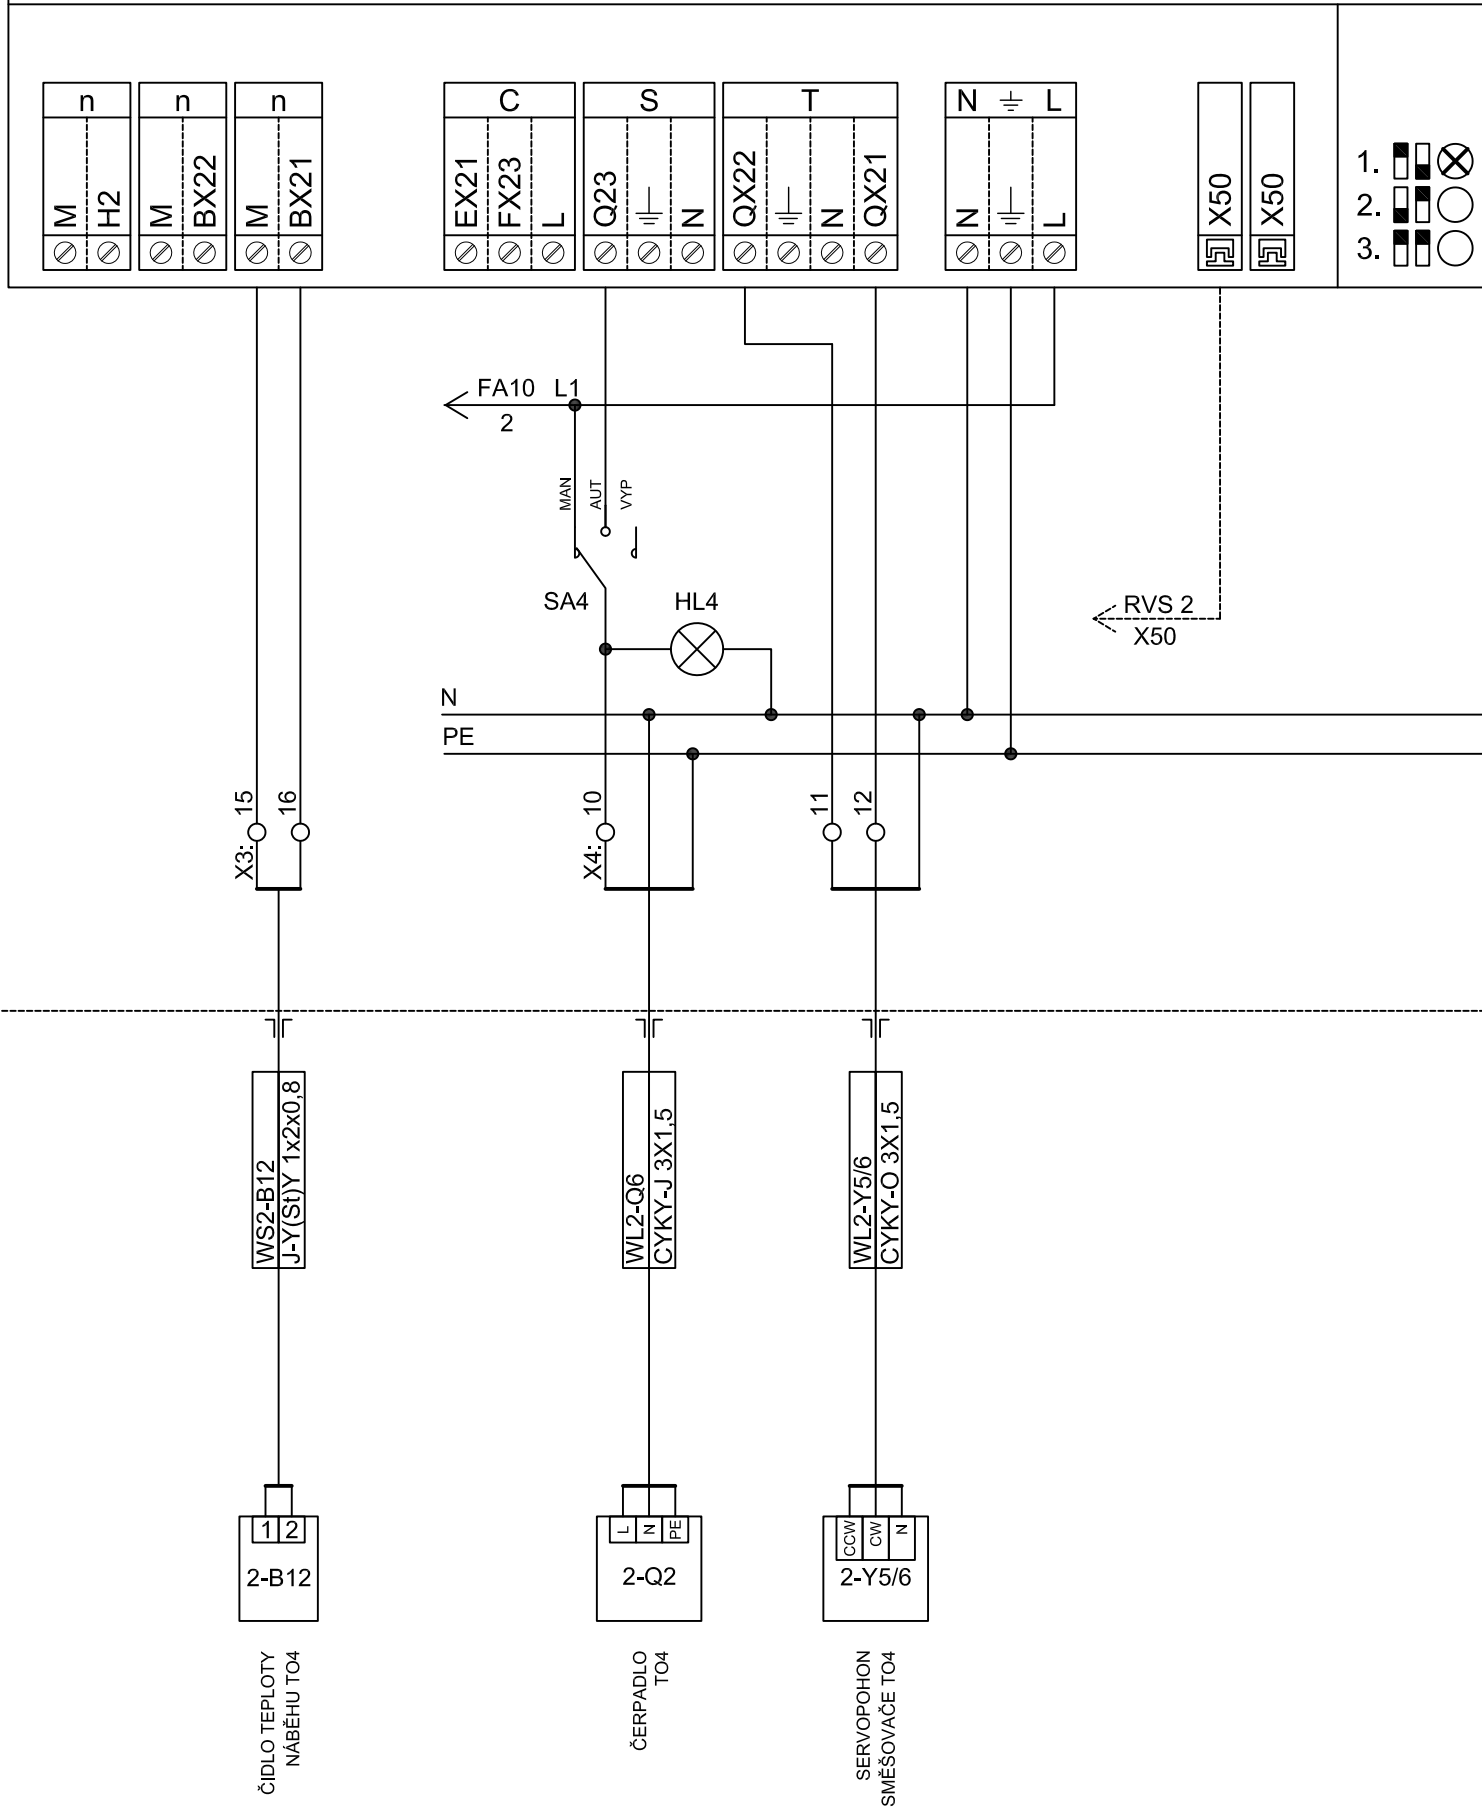 n
n
n
C
S
T
N
L
M
H2
M
BX22
M
BX21
EX21
FX23
L
Q23
N
QX22
N
QX21
N
L
X50
X50
1.
2.
3.
FA10 L1
2
MAN
AUT
VYP
SA4
HL4
RVS 2
X50
N
PE
X3:
15
16
X4:
10
11
12
WS2-B12
J-Y(St)Y 1x2x0,8
WL2-Q6
CYKY-J 3X1,5
WL2-Y5/6
CYKY-O 3X1,5
1
2
2-B12
L
N
PE
2-Q2
CCW
CW
N
2-Y5/6
ČIDLO TEPLOTY
NÁBĚHU TO4
ČERPADLO
TO4
SERVOPOHON
SMĚŠOVAČE TO4